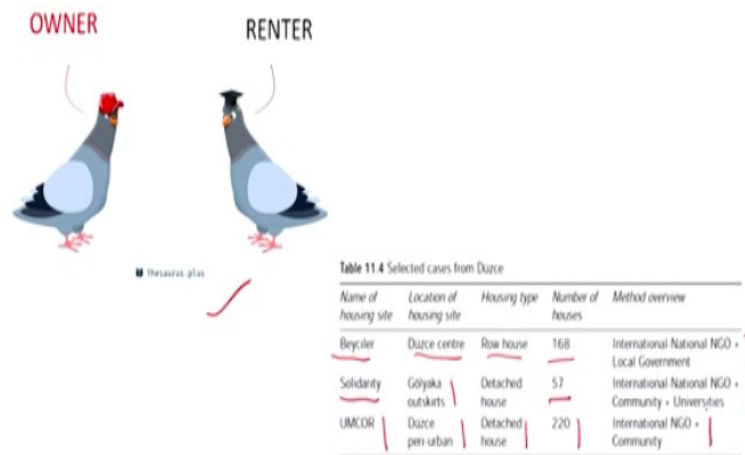 OWNER
RENTER
Thesaurus.plus
Table 11.4 Selected cases from Düzce
Name of housing site Location of housing site Housing type Number of houses Method overview
Beyciler Düzce centre Row house 168 International-National NGO + Local Government
Solidarity Gölyaka outskirts Detached house 57 International-National NGO + Community + Universities
UMCOR Düzce peri-urban Detached house 220 International NGO + Community